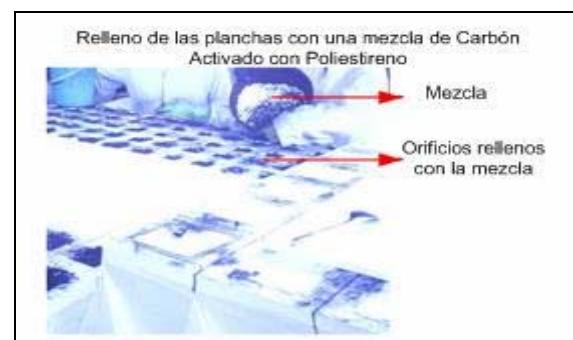 Relleno de las planchas con una mezcla de Carbón
Activado con Poliestireno
Mezcla
Orificios rellenos
con la mezcla